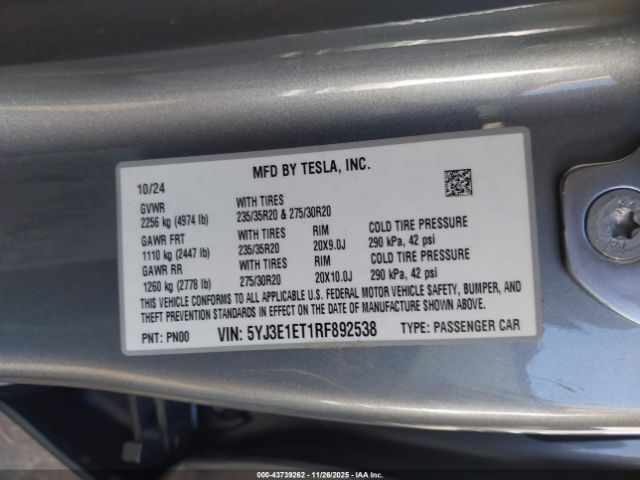 MFD BY TESLA, INC.
10/24
GVWR WITH TIRES
2256 kg (4974 lb) 235/35R20 & 275/30R20
GAWR FRT WITH TIRES RIM COLD TIRE PRESSURE
1110 kg (2447 lb) 235/35R20 20X9.0J 290 kPa, 42 psi
GAWR RR WITH TIRES RIM COLD TIRE PRESSURE
1260 kg (2778 lb) 275/30R20 20X10.0J 290 kPa, 42 psi
THIS VEHICLE CONFORMS TO ALL APPLICABLE U.S. FEDERAL MOTOR VEHICLE SAFETY, BUMPER, AND
THEFT PREVENTION STANDARDS IN EFFECT ON THE DATE OF MANUFACTURE SHOWN ABOVE.
PNT: PN00 VIN: 5YJ3E1ET1RF892538 TYPE: PASSENGER CAR
000-43739262 - 11/26/2025 - IAA Inc.